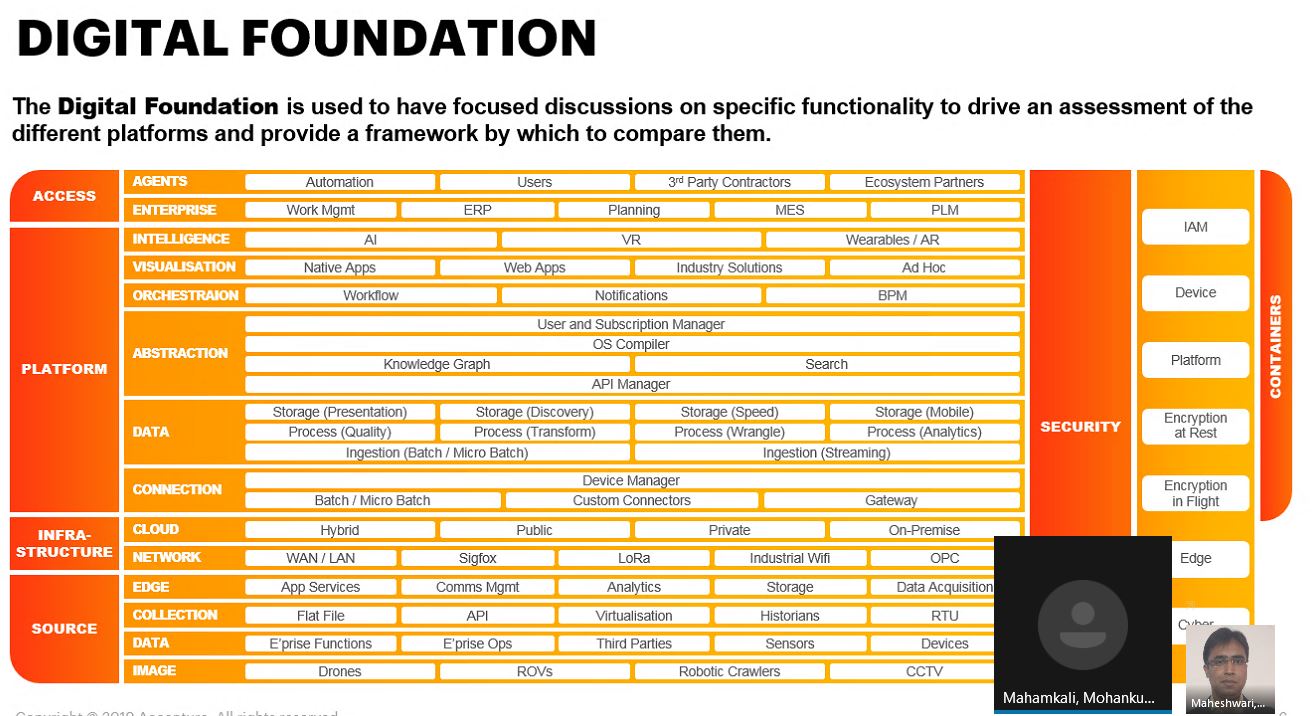 DIGITAL FOUNDATION
The Digital Foundation is used to have focused discussions on specific functionality to drive an assessment of the
different platforms and provide a framework by which to compare them.
ACCESS
AGENTS Automation Users 3rd Party Contractors Ecosystem Partners
ENTERPRISE Work Mgmt ERP Planning MES PLM
PLATFORM
INTELLIGENCE AI VR Wearables / AR
VISUALISATION Native Apps Web Apps Industry Solutions Ad Hoc
ORCHESTRAION Workflow Notifications BPM
ABSTRACTION
User and Subscription Manager
OS Compiler
Knowledge Graph Search
API Manager
DATA
Storage (Presentation) Storage (Discovery) Storage (Speed) Storage (Mobile)
Process (Quality) Process (Transform) Process (Wrangle) Process (Analytics)
Ingestion (Batch / Micro Batch) Ingestion (Streaming)
CONNECTION
Device Manager
Batch / Micro Batch Custom Connectors Gateway
INFRA-
STRUCTURE
CLOUD Hybrid Public Private On-Premise
NETWORK WAN / LAN Sigfox LoRa Industrial Wifi OPC
SOURCE
EDGE App Services Comms Mgmt Analytics Storage Data Acquisition
COLLECTION Flat File API Virtualisation Historians RTU
DATA E'prise Functions E'prise Ops Third Parties Sensors Devices
IMAGE Drones ROVs Robotic Crawlers CCTV
SECURITY
IAM
Device
Platform
Encryption
at Rest
Encryption
in Flight
Edge
Cyber
CONTAINERS
Mahamkali, Mohanku...
Maheshwari,...
Copyright © 2019 Accenture. All rights reserved.